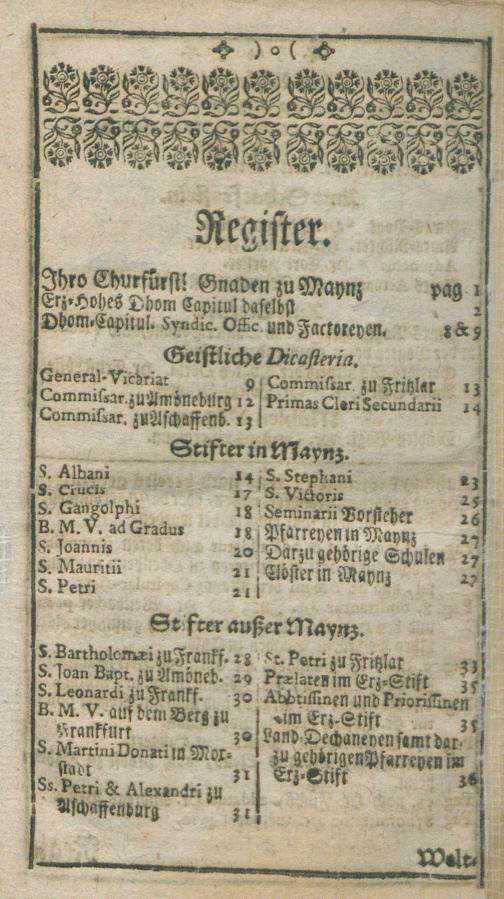 ) o (
Register.
Ihro Churfürstl Gnaden zu Maynz pag 1
Erz-Hohes Dhom Capitul daselbst 2
Dhom-Capitul. Syndic. Offic. und Factoreyen. 8 & 9
Geistliche Dicasteria.
General-Vicariat 9
Commissar. zu Amöneburg 12
Commissar. zu Aschaffenb. 13
Commissar. zu Fritzlar 13
Primas Cleri Secundarii 14
Stifter in Maynz.
S. Albani 14
S. Crucis 17
S. Gangolphi 18
B. M. V. ad Gradus 18
S. Joannis 20
S. Mauritii 21
S. Petri 21
S. Stephani 23
S. Victoris 25
Seminarii Vorsteher 26
Pfarreyen in Maynz 27
Darzu gehörige Schulen 27
Clöster in Maynz 27
Stifter außer Maynz.
S. Bartholomæi zu Franff. 28
S. Joan Bapt. zu Amöneb. 29
S. Leonardi zu Franff. 30
B. M. V. auf dem Berg zu
Frankfurt 30
S. Martini Donati in Mor-
stadt 31
Ss. Petri & Alexandri zu
Aschaffenburg 31
St. Petri zu Fritzlar 33
Prælaten im Erz-Stift 35
Abbtissinen und Priorissinen
im Erz-Stift 35
Land-Dechaneyen samt dar-
zu gehörigen Pfarreyen im
Erz-Stift 36
Welt-